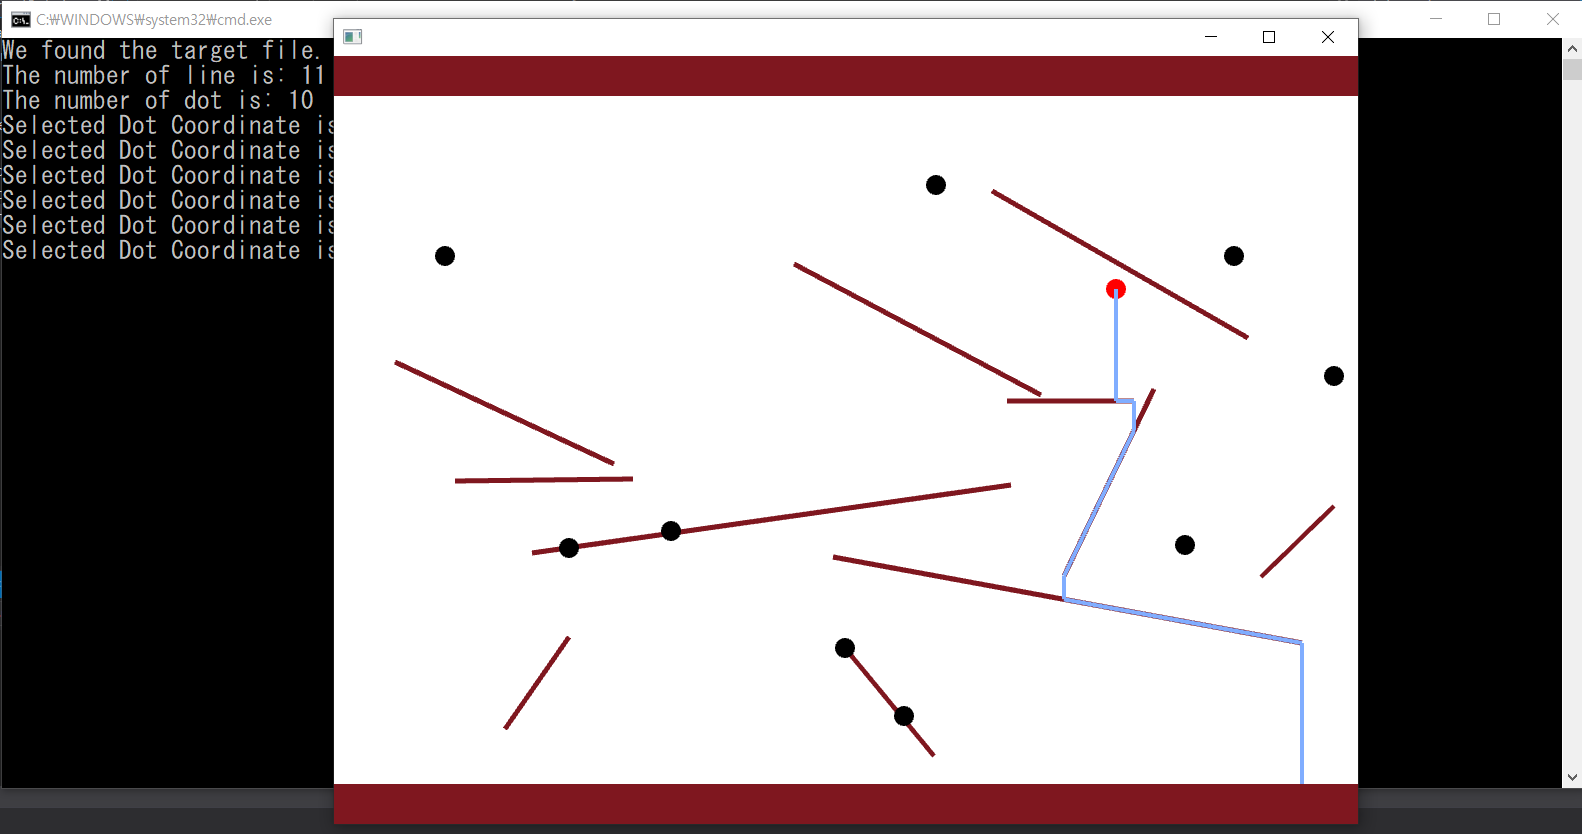 C:₩WINDOWS₩system32₩cmd.exe
We found the target file.
The number of line is: 11
The number of dot is: 10
Selected Dot Coordinate is
Selected Dot Coordinate is
Selected Dot Coordinate is
Selected Dot Coordinate is
Selected Dot Coordinate is
Selected Dot Coordinate is